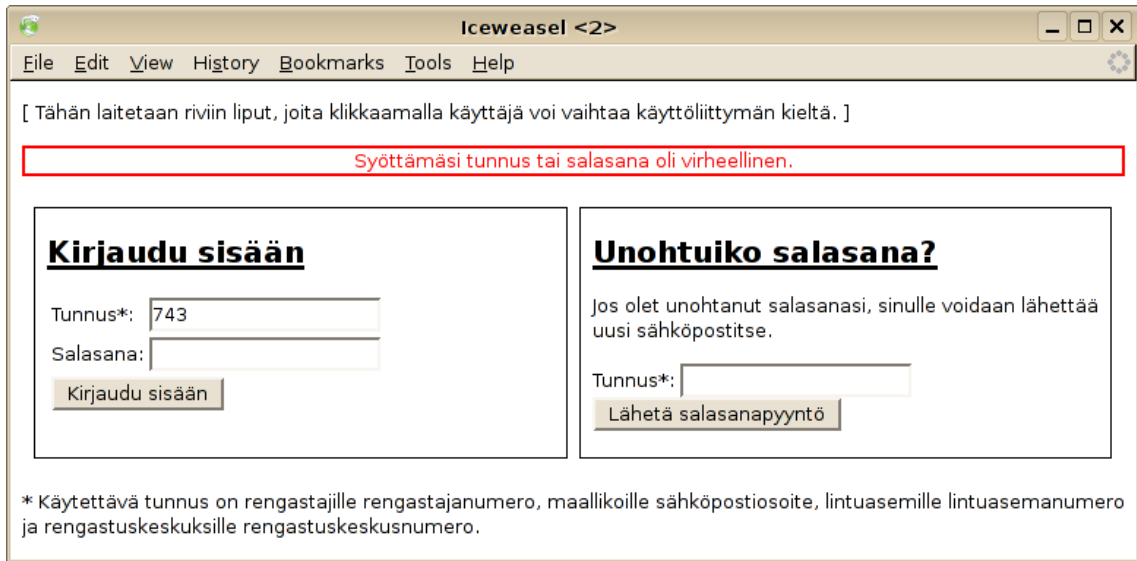 Iceweasel <2>
File Edit View History Bookmarks Tools Help
[ Tähän laitetaan riviin liput, joita klikkaamalla käyttäjä voi vaihtaa käyttöliittymän kieltä. ]
Syöttämäsi tunnus tai salasana oli virheellinen.
Kirjaudu sisään
Tunnus*: 743
Salasana:
Kirjaudu sisään
Unohtuiko salasana?
Jos olet unohtanut salasanasi, sinulle voidaan lähettää
uusi sähköpostitse.
Tunnus*:
Lähetä salasanapyyntö
* Käytettävä tunnus on rengastajille rengastajanumero, maallikoille sähköpostiosoite, lintuasemille lintuasemanumero
ja rengastuskeskuksille rengastuskeskusnumero.